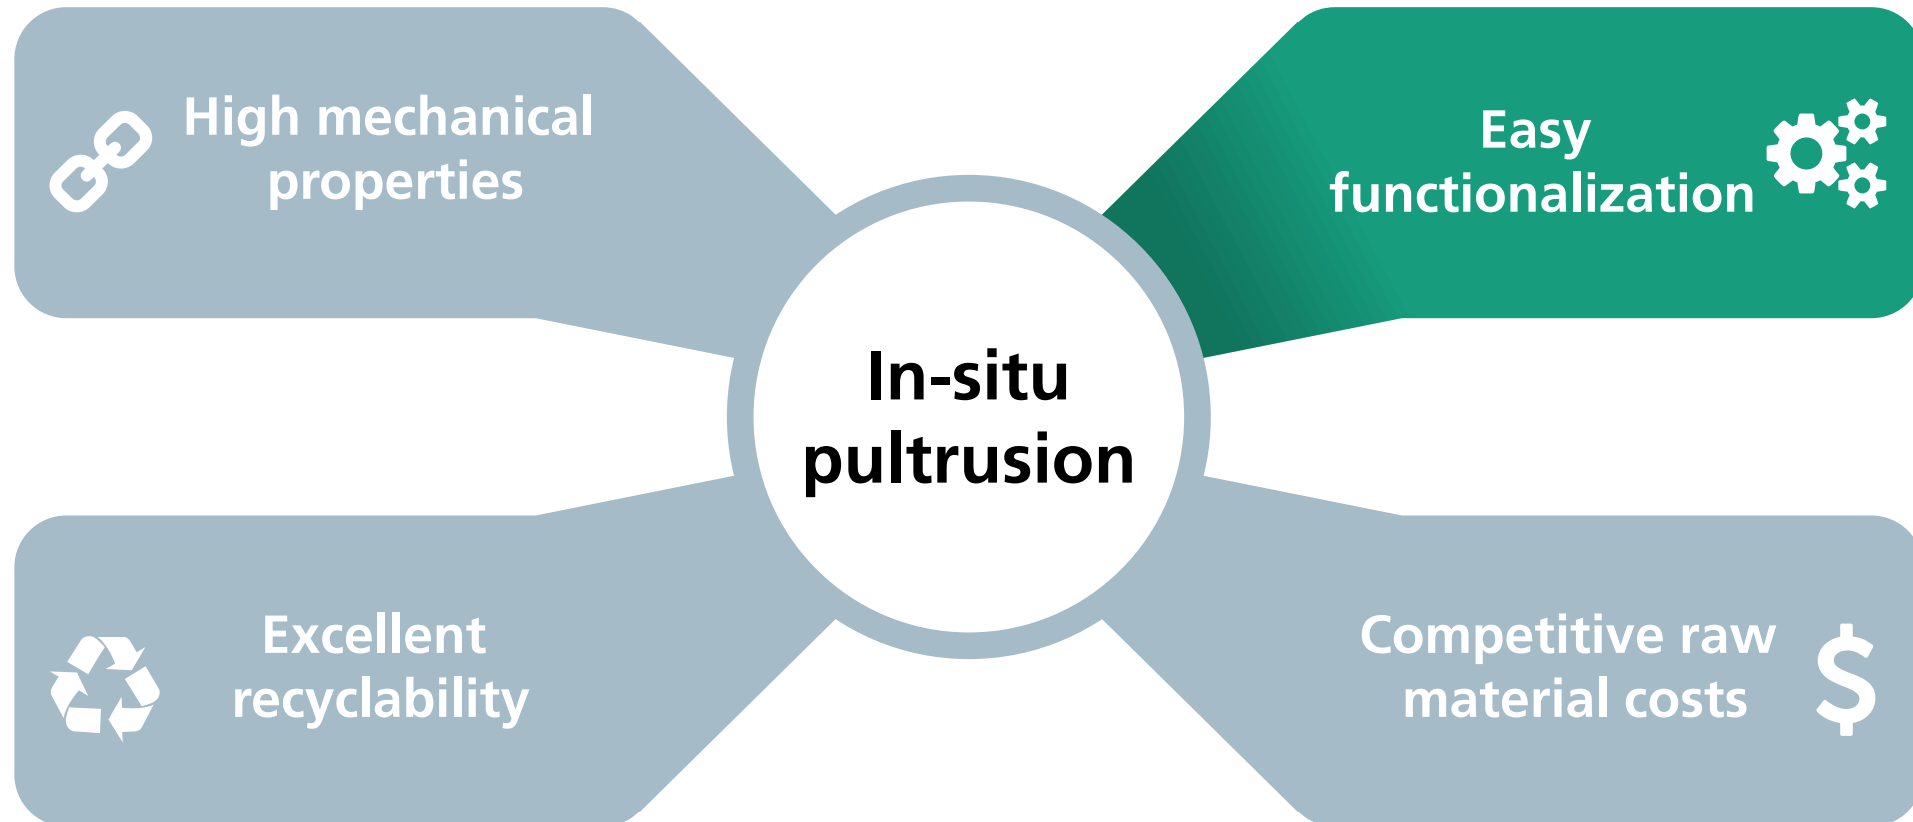 High mechanical
properties
Easy
functionalization
In-situ
pultrusion
Excellent
recyclability
Competitive raw
material costs